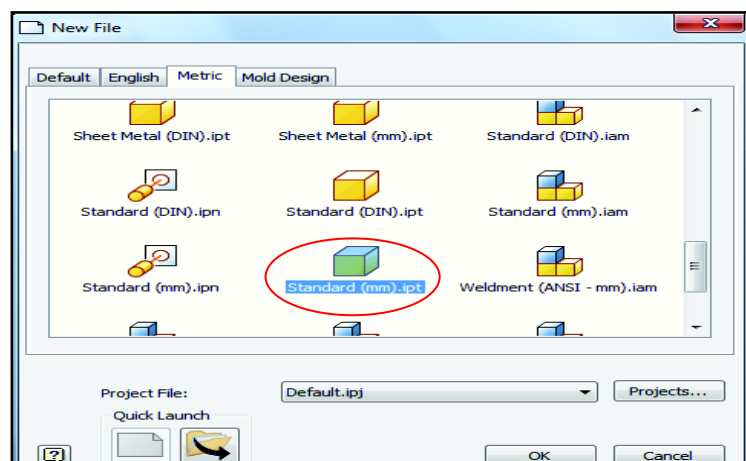 New File
Default English Metric Mold Design
Sheet Metal (DIN).ipt Sheet Metal (mm).ipt Standard (DIN).iam
Standard (DIN).ipn Standard (DIN).ipt Standard (mm).iam
Standard (mm).ipn Standard (mm).ipt Weldment (ANSI - mm).iam
Project File: Default.ipj Projects...
Quick Launch
? OK Cancel